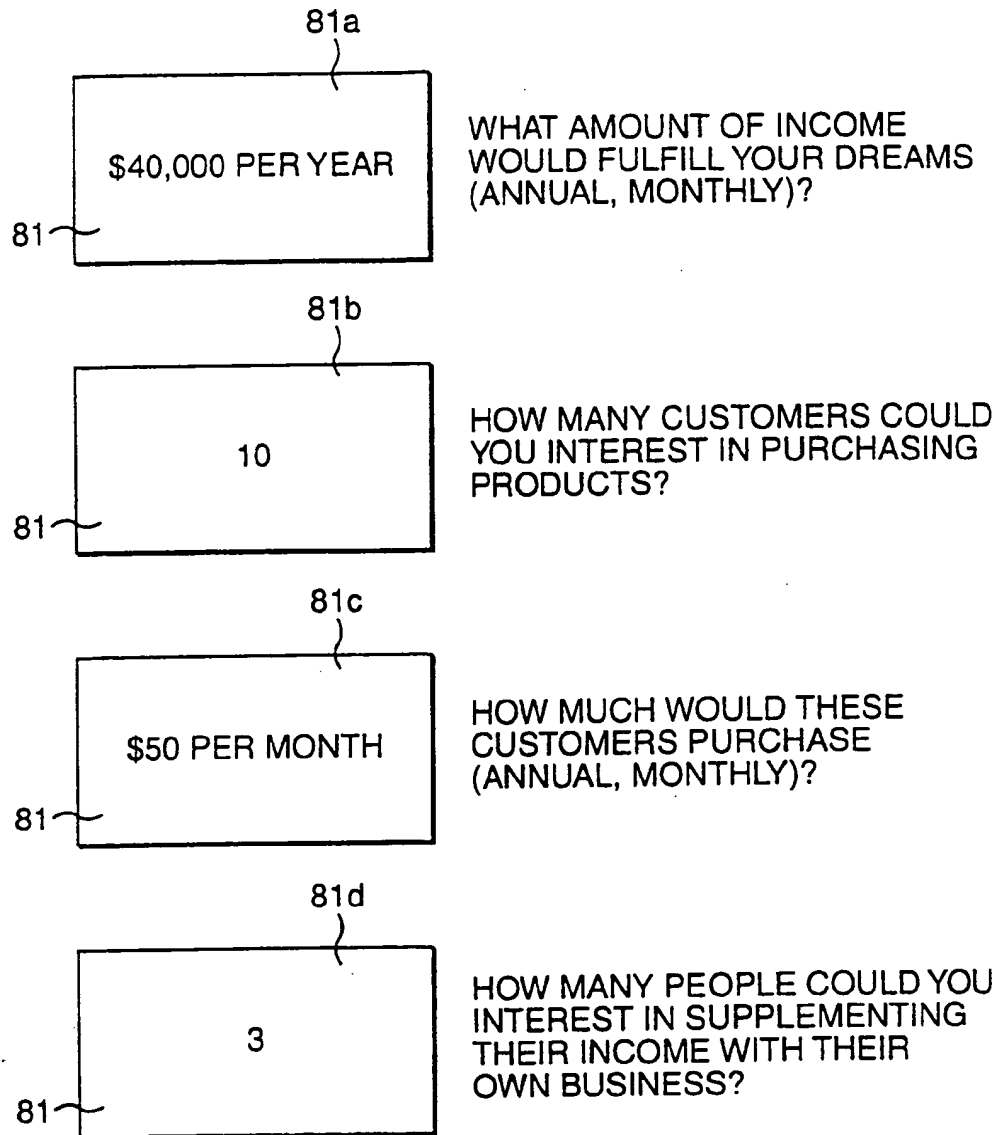 81a
$40,000 PER YEAR
81
WHAT AMOUNT OF INCOME
WOULD FULFILL YOUR DREAMS
(ANNUAL, MONTHLY)?
81b
10
81
HOW MANY CUSTOMERS COULD
YOU INTEREST IN PURCHASING
PRODUCTS?
81c
$50 PER MONTH
81
HOW MUCH WOULD THESE
CUSTOMERS PURCHASE
(ANNUAL, MONTHLY)?
81d
3
81
HOW MANY PEOPLE COULD YOU
INTEREST IN SUPPLEMENTING
THEIR INCOME WITH THEIR
OWN BUSINESS?